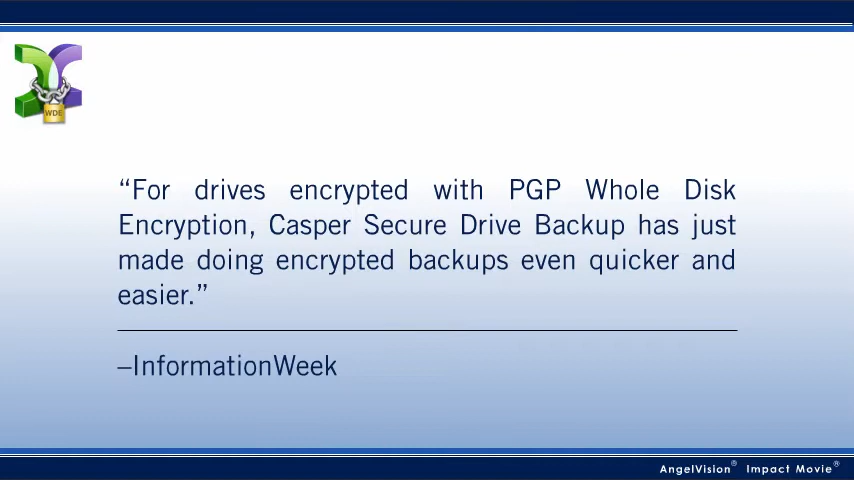 WDE
“For drives encrypted with PGP Whole Disk
Encryption, Casper Secure Drive Backup has just
made doing encrypted backups even quicker and
easier.”
–InformationWeek
AngelVision® Impact Movie®